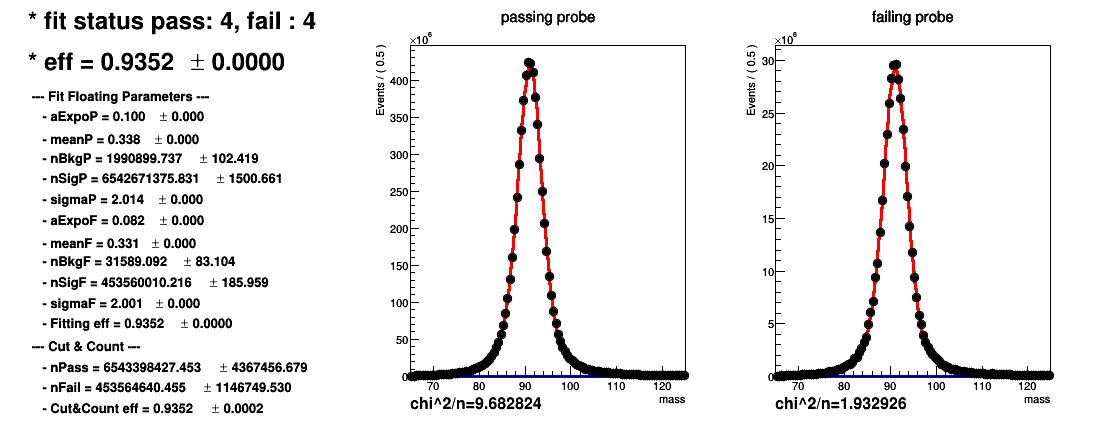 * fit status pass: 4, fail : 4
* eff = 0.9352 ± 0.0000
--- Fit Floating Parameters ---
- aExpoP = 0.100 ± 0.000
- meanP = 0.338 ± 0.000
- nBkgP = 1990899.737 ± 102.419
- nSigP = 6542671375.831 ± 1500.661
- sigmaP = 2.014 ± 0.000
- aExpoF = 0.082 ± 0.000
- meanF = 0.331 ± 0.000
- nBkgF = 31589.092 ± 83.104
- nSigF = 453560010.216 ± 185.959
- sigmaF = 2.001 ± 0.000
- Fitting eff = 0.9352 ± 0.0000
--- Cut & Count ---
- nPass = 6543398427.453 ± 4367456.679
- nFail = 453564640.455 ± 1146749.530
- Cut&Count eff = 0.9352 ± 0.0002
passing probe
×10^6
Events / ( 0.5 )
400
350
300
250
200
150
100
50
0
70 80 90 100 110 120
mass
chi^2/n=9.682824
failing probe
×10^6
Events / ( 0.5 )
30
25
20
15
10
5
0
70 80 90 100 110 120
mass
chi^2/n=1.932926